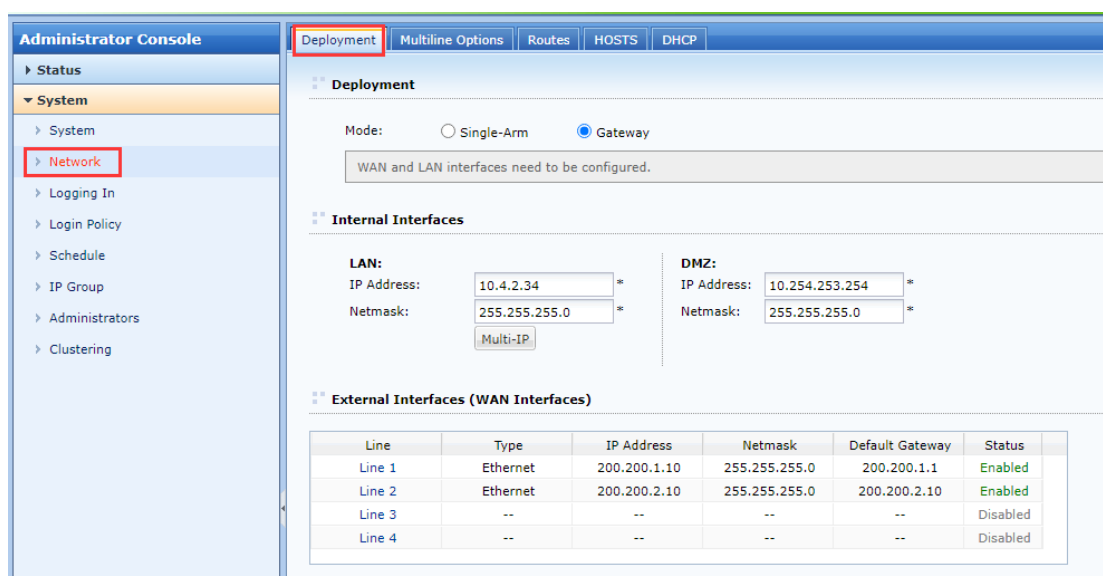 Administrator Console
Status
System
System
Network
Logging In
Login Policy
Schedule
IP Group
Administrators
Clustering
Deployment Multiline Options Routes HOSTS DHCP
Deployment
Mode: Single-Arm Gateway
WAN and LAN interfaces need to be configured.
Internal Interfaces
LAN: DMZ:
IP Address: 10.4.2.34 * IP Address: 10.254.253.254 *
Netmask: 255.255.255.0 * Netmask: 255.255.255.0 *
Multi-IP
External Interfaces (WAN Interfaces)
Line Type IP Address Netmask Default Gateway Status
Line 1 Ethernet 200.200.1.10 255.255.255.0 200.200.1.1 Enabled
Line 2 Ethernet 200.200.2.10 255.255.255.0 200.200.2.10 Enabled
Line 3 -- -- -- -- Disabled
Line 4 -- -- -- -- Disabled